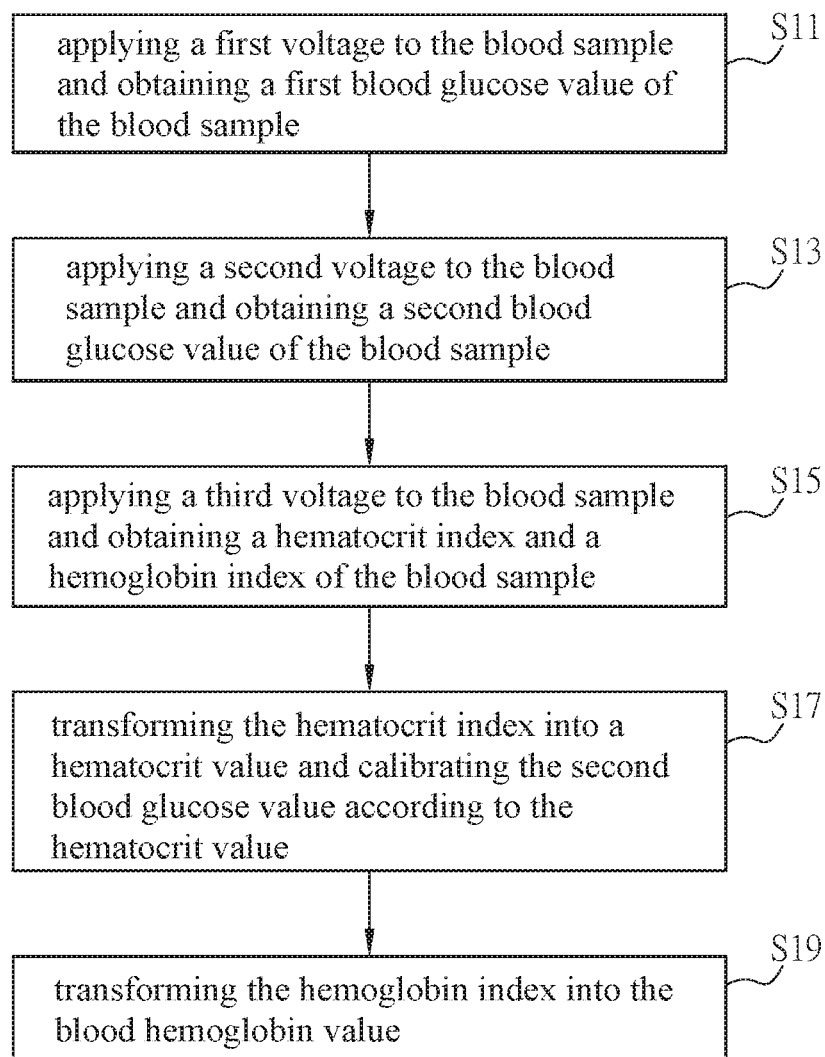 S11
applying a first voltage to the blood sample
and obtaining a first blood glucose value of
the blood sample
S13
applying a second voltage to the blood
sample and obtaining a second blood
glucose value of the blood sample
S15
applying a third voltage to the blood sample
and obtaining a hematocrit index and a
hemoglobin index of the blood sample
S17
transforming the hematocrit index into a
hematocrit value and calibrating the second
blood glucose value according to the
hematocrit value
S19
transforming the hemoglobin index into the
blood hemoglobin value